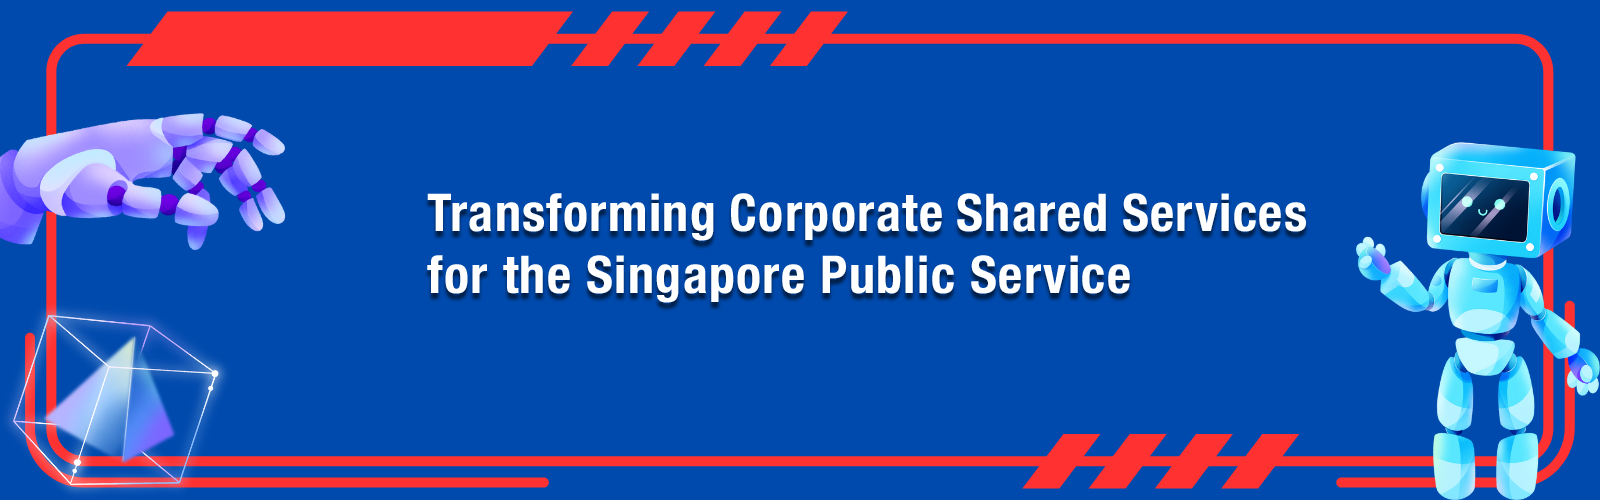 Transforming Corporate Shared Services
for the Singapore Public Service